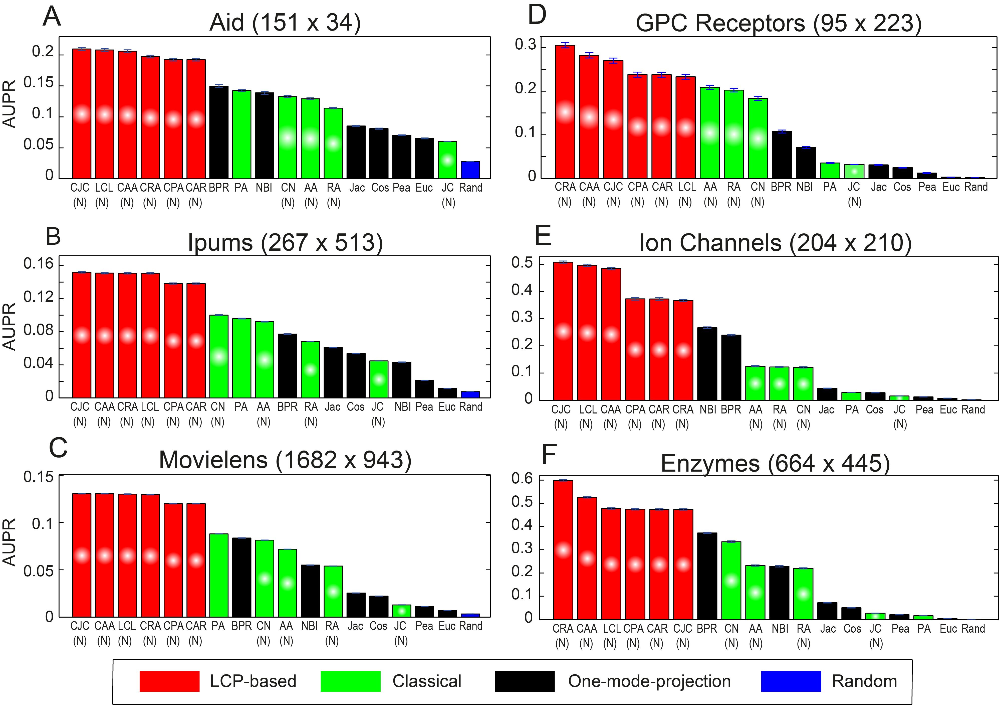 A
Aid (151 x 34)
AUPR
0.2
0.15
0.1
0.05
0
CJC LCL CAA CRA CPA CAR BPR PA NBI CN AA RA Jac Cos Pea Euc JC Rand
(N) (N) (N) (N) (N) (N) (N) (N) (N) (N)
B
Ipums (267 x 513)
AUPR
0.16
0.12
0.08
0.04
0
CJC CAA CRA LCL CPA CAR CN PA AA BPR RA Jac Cos JC NBI Pea Euc Rand
(N) (N) (N) (N) (N) (N) (N) (N) (N) (N)
C
Movielens (1682 x 943)
AUPR
0.15
0.1
0.05
0
CJC CAA LCL CRA CPA CAR PA BPR CN AA NBI RA Jac Cos JC Pea Euc Rand
(N) (N) (N) (N) (N) (N) (N) (N) (N) (N)
D
GPC Receptors (95 x 223)
0.3
0.2
0.1
0
CRA CAA CJC CPA CAR LCL AA RA CN BPR NBI PA JC Jac Cos Pea Euc Rand
(N) (N) (N) (N) (N) (N) (N) (N) (N) (N)
E
Ion Channels (204 x 210)
0.5
0.4
0.3
0.2
0.1
0
CJC LCL CAA CPA CAR CRA NBI BPR AA RA CN Jac PA Cos JC Pea Euc Rand
(N) (N) (N) (N) (N) (N) (N) (N) (N) (N)
F
Enzymes (664 x 445)
0.6
0.5
0.4
0.3
0.2
0.1
0
CRA CAA LCL CPA CAR CJC BPR CN AA NBI RA Jac Cos JC Pea PA Euc Rand
(N) (N) (N) (N) (N) (N) (N) (N) (N) (N)
LCP-based Classical One-mode-projection Random